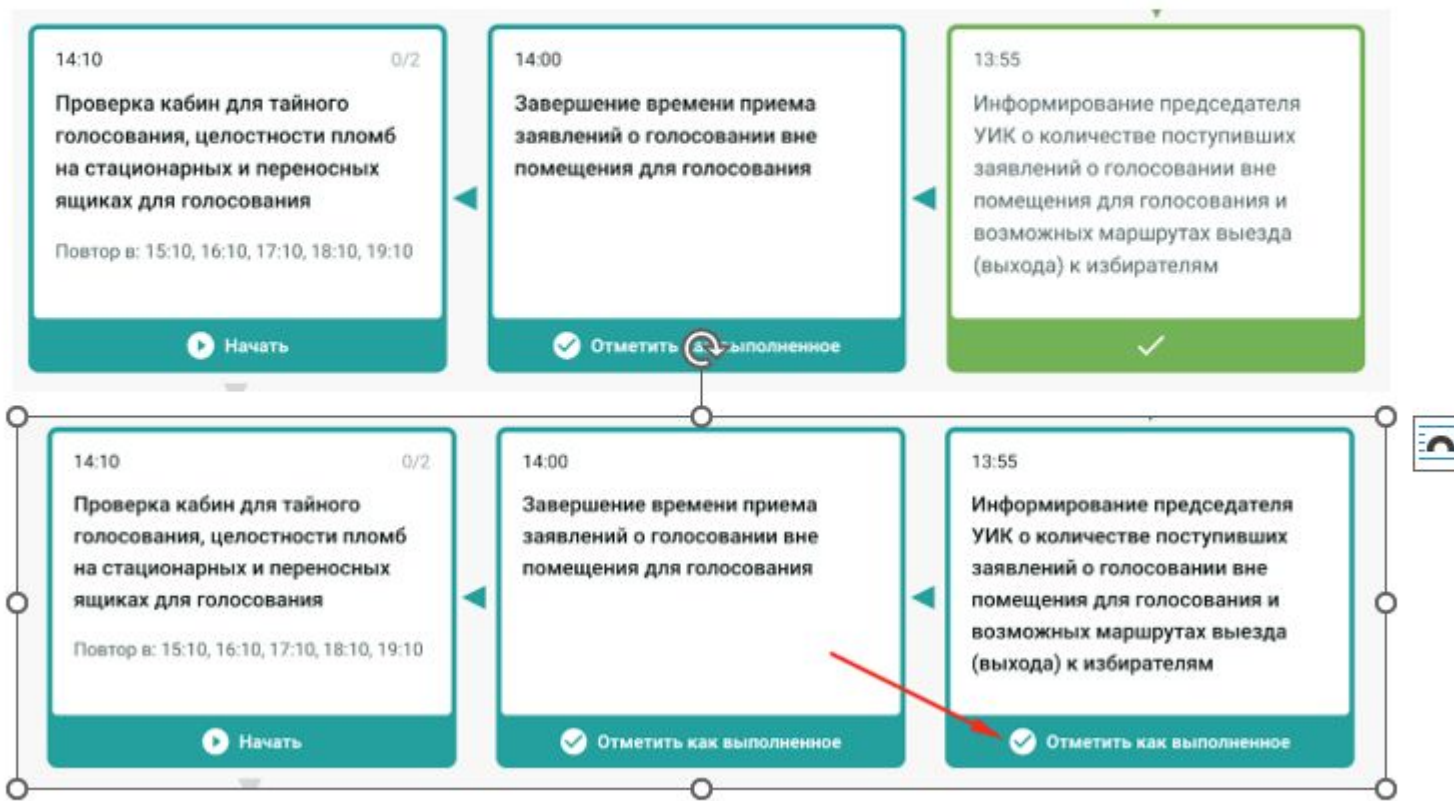 14:10 0/2
Проверка кабин для тайного
голосования, целостности пломб
на стационарных и переносных
ящиках для голосования
Повтор в: 15:10, 16:10, 17:10, 18:10, 19:10
Начать
14:00
Завершение времени приема
заявлений о голосовании вне
помещения для голосования
Отметить выполненное
13:55
Информирование председателя
УИК о количестве поступивших
заявлений о голосовании вне
помещения для голосования и
возможных маршрутах выезда
(выхода) к избирателям
14:10 0/2
Проверка кабин для тайного
голосования, целостности пломб
на стационарных и переносных
ящиках для голосования
Повтор в: 15:10, 16:10, 17:10, 18:10, 19:10
Начать
14:00
Завершение времени приема
заявлений о голосовании вне
помещения для голосования
Отметить как выполненное
13:55
Информирование председателя
УИК о количестве поступивших
заявлений о голосовании вне
помещения для голосования и
возможных маршрутах выезда
(выхода) к избирателям
Отметить как выполненное